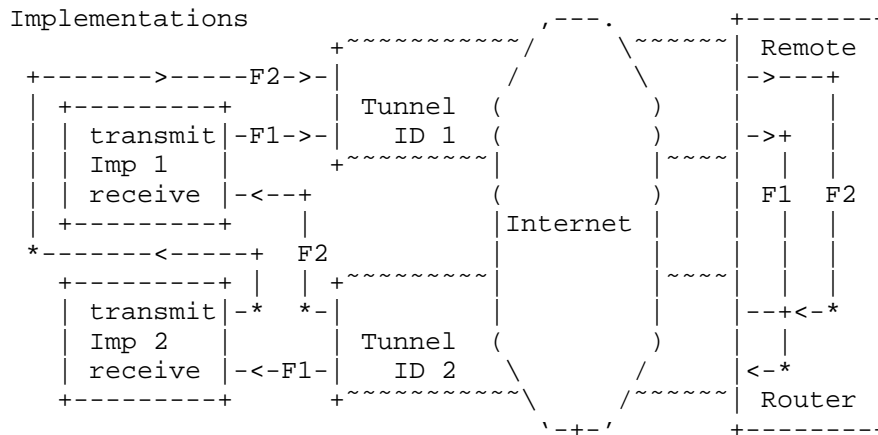 Implementations                ,---.            +--------
                    +~~~~~~~~~~~/     \~~~~~~| Remote
 +------->-----F2->-|          /       \      |->---+
 | +---------+      | Tunnel  (         )     |     |
 | | transmit|-F1->-|  ID 1   (         )     |->+  |
 | | Imp 1   |      +~~~~~~~~~|         |~~~~|  |  |
 | | receive |-<--+           (         )     | F1 F2
 | +---------+    |           |Internet |     |  |  |
 *-------<-----+  F2          |         |     |  |  |
   +---------+ |  | +~~~~~~~~~|         |~~~~|  |  |
   | transmit|-*  *-|         |         |     |--+<-*
   | Imp 2   |      | Tunnel  (         )     |  |
   | receive |-<-F1-|  ID 2    \       /      |<-*
   +---------+      +~~~~~~~~~~~\     /~~~~~~| Router
                                 `-+-'        +--------